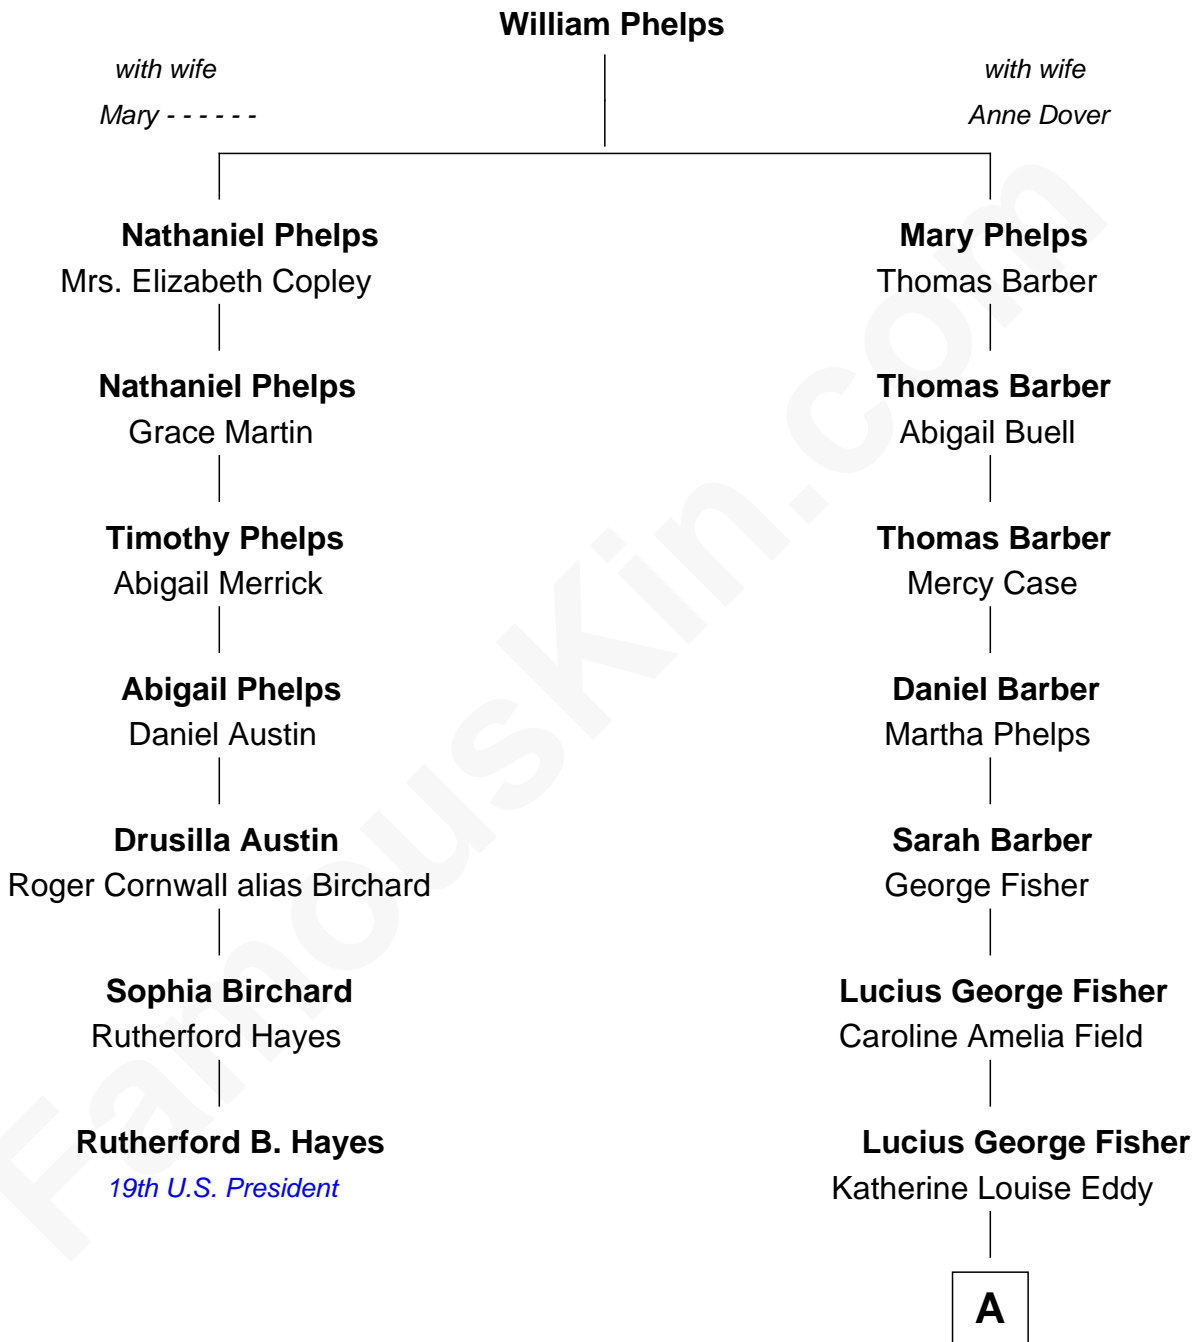 William Phelps
with wife
Mary - - - - - -
with wife
Anne Dover
Nathaniel Phelps
Mrs. Elizabeth Copley
Mary Phelps
Thomas Barber
Nathaniel Phelps
Grace Martin
Thomas Barber
Abigail Buell
Timothy Phelps
Abigail Merrick
Thomas Barber
Mercy Case
Abigail Phelps
Daniel Austin
Daniel Barber
Martha Phelps
Drusilla Austin
Roger Cornwall alias Birchard
Sarah Barber
George Fisher
Sophia Birchard
Rutherford Hayes
Lucius George Fisher
Caroline Amelia Field
Rutherford B. Hayes
19th U.S. President
Lucius George Fisher
Katherine Louise Eddy
A
FamousKin.com